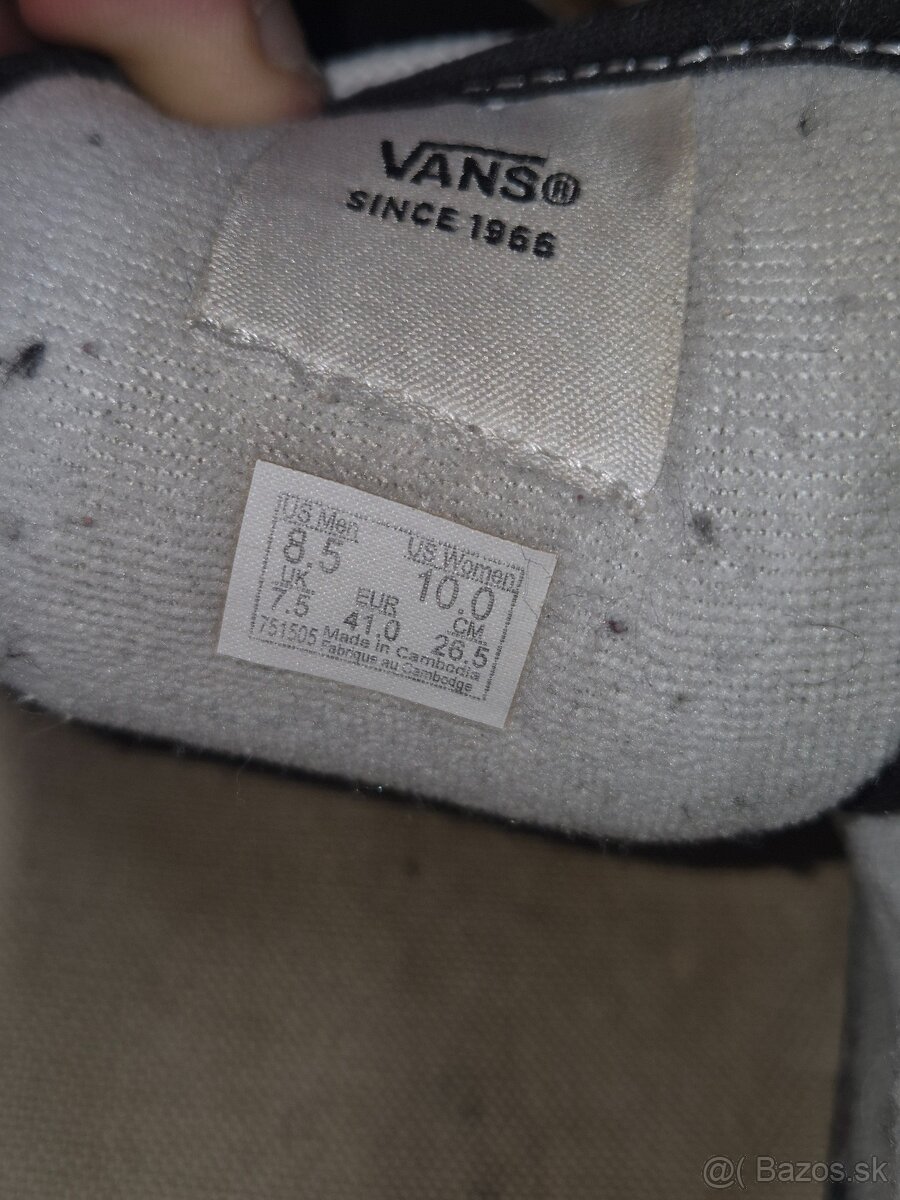 VANS®
SINCE 1966
US Men US Women
8.5 10.0
UK EUR CM
7.5 41,0 26.5
751505 Made in Cambodia
Fabrique au Cambodge
@( Bazos.sk